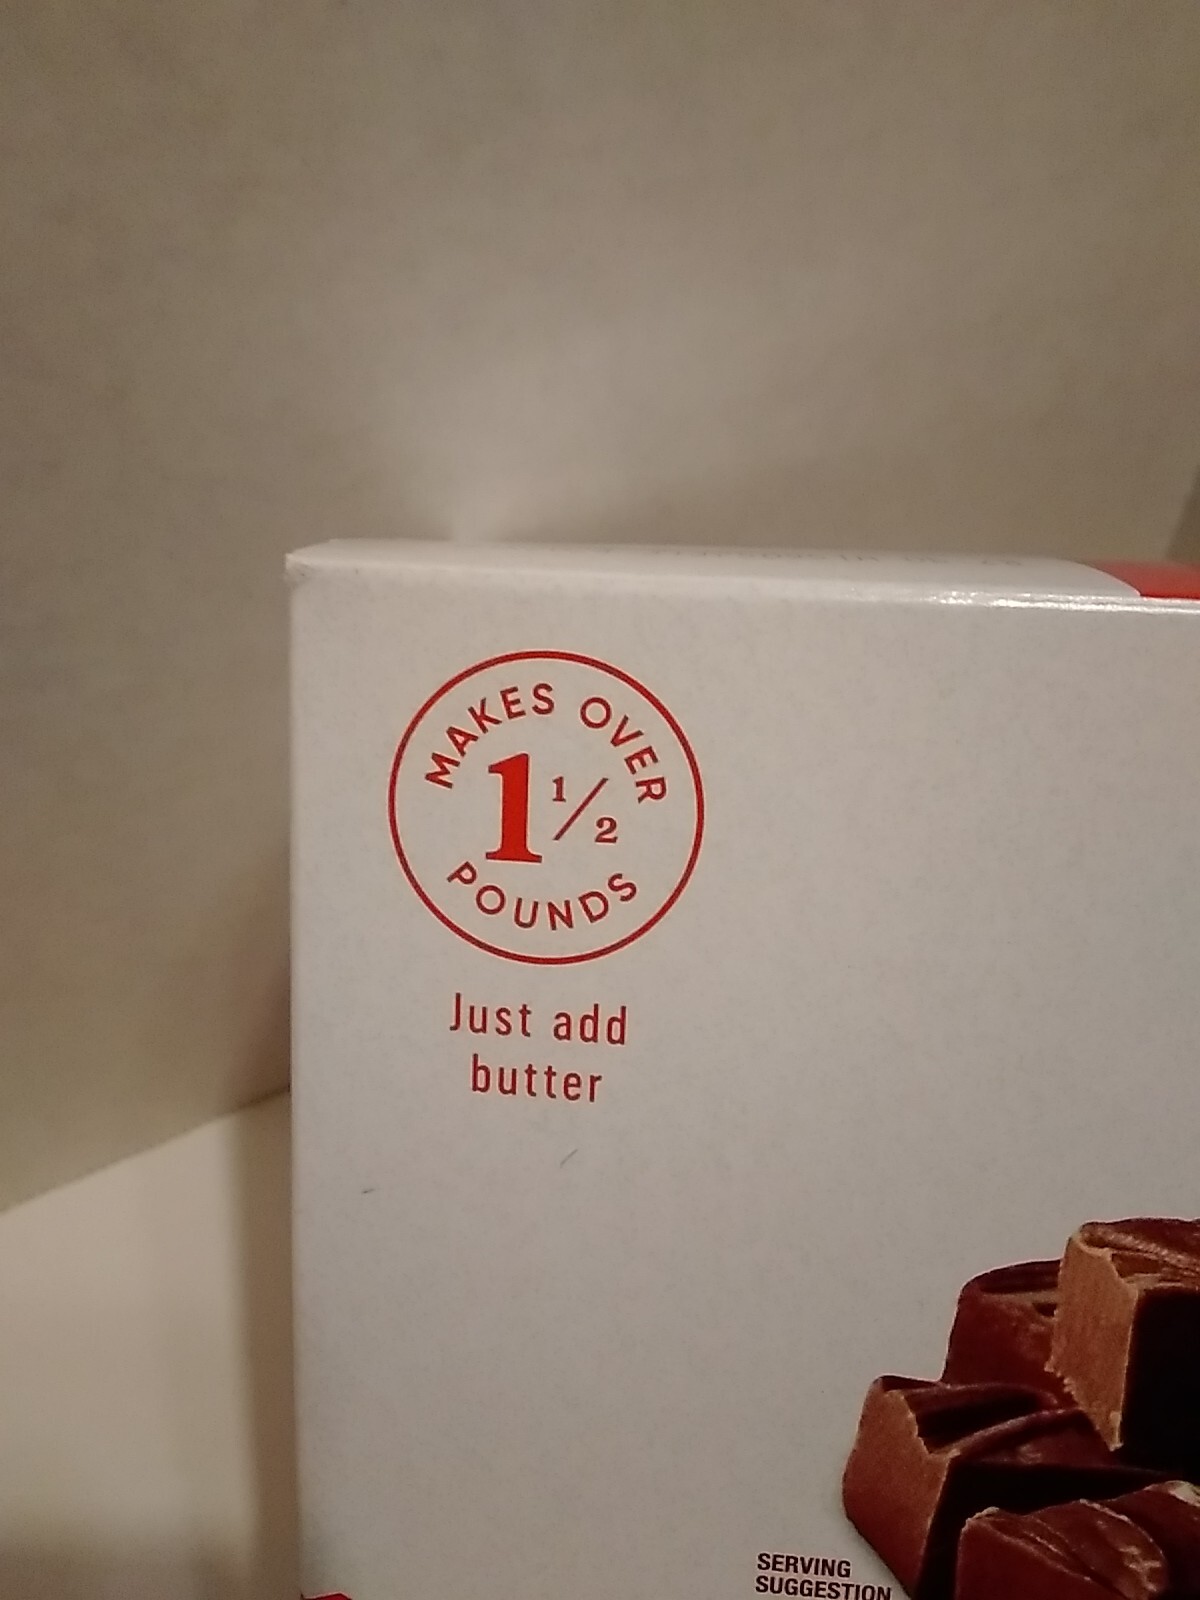 MAKES OVER
1 1/2
POUNDS
Just add
butter
SERVING
SUGGESTION